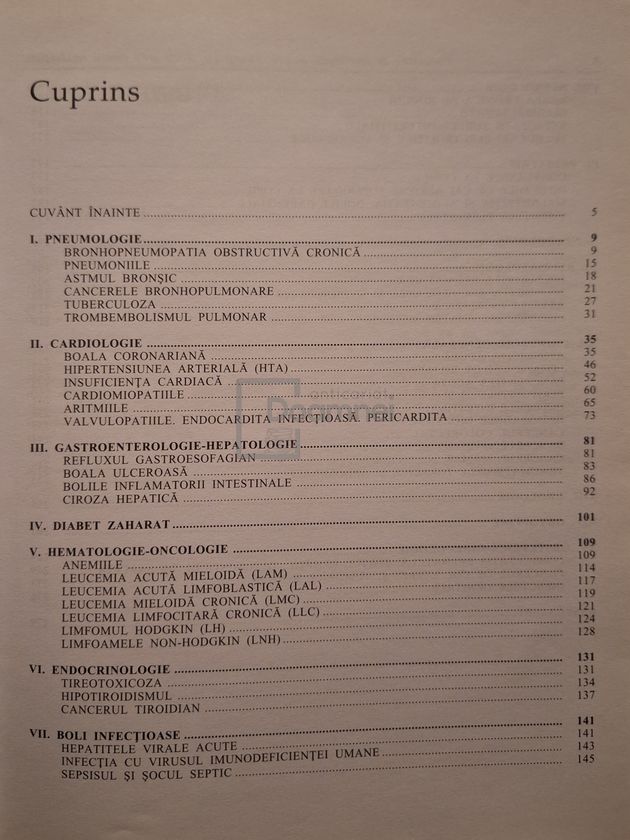 Cuprins
CUVÂNT ÎNAINTE 5
I. PNEUMOLOGIE 9
BRONHOPNEUMOPATIA OBSTRUCTIVĂ CRONICĂ 9
PNEUMONIILE 15
ASTMUL BRONȘIC 18
CANCERELE BRONHOPULMONARE 21
TUBERCULOZA 27
TROMBEMBOLISMUL PULMONAR 31
II. CARDIOLOGIE 35
BOALA CORONARIANĂ 35
HIPERTENSIUNEA ARTERIALĂ (HTA) 46
INSUFICIENȚA CARDIACĂ 52
CARDIOMIOPATIILE 60
ARITMIILE 65
VALVULOPATIILE. ENDOCARDITA INFECȚIOASĂ. PERICARDITA 73
III. GASTROENTEROLOGIE-HEPATOLOGIE 81
REFLUXUL GASTROESOFAGIAN 81
BOALA ULCEROASĂ 83
BOLILE INFLAMATORII INTESTINALE 86
CIROZA HEPATICĂ 92
IV. DIABET ZAHARAT 101
V. HEMATOLOGIE-ONCOLOGIE 109
ANEMIILE 109
LEUCEMIA ACUTĂ MIELOIDĂ (LAM) 114
LEUCEMIA ACUTĂ LIMFOBLASTICĂ (LAL) 117
LEUCEMIA MIELOIDĂ CRONICĂ (LMC) 119
LEUCEMIA LIMFOCITARĂ CRONICĂ (LLC) 121
LIMFOMUL HODGKIN (LH) 124
LIMFOAMELE NON-HODGKIN (LNH) 128
VI. ENDOCRINOLOGIE 131
TIREOTOXICOZA 131
HIPOTIROIDISMUL 134
CANCERUL TIROIDIAN 137
VII. BOLI INFECȚIOASE 141
HEPATITELE VIRALE ACUTE 141
INFECȚIA CU VIRUSUL IMUNODEFICIENȚEI UMANE 143
SEPSISUL ȘI ȘOCUL SEPTIC 145